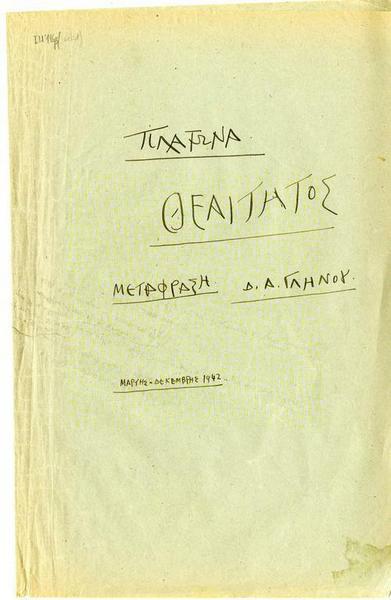 ΠΛΑΤΩΝΑ
ΘΕΑΙΤΗΤΟΣ
ΜΕΤΑΦΡΑΣΗ Δ. Α. ΓΛΗΝΟΥ.
ΜΑΡΤΗΣ-ΔΕΚΕΜΒΡΗΣ 1942